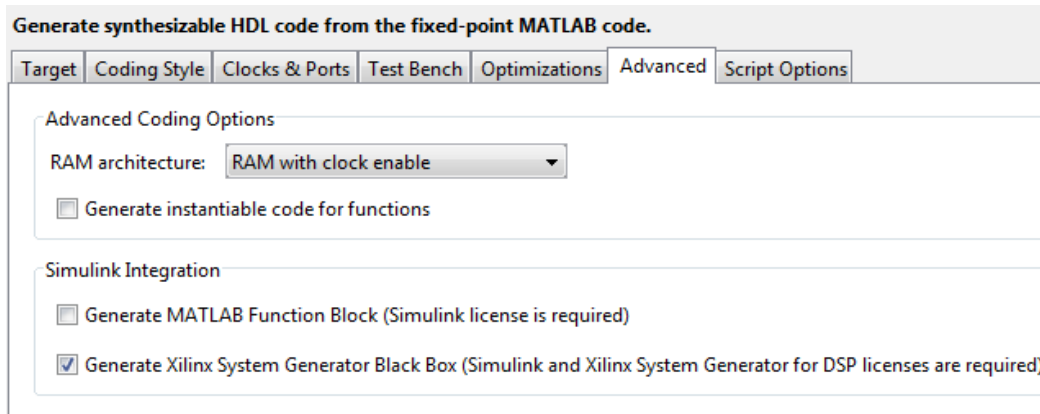 Generate synthesizable HDL code from the fixed-point MATLAB code.
Target Coding Style Clocks & Ports Test Bench Optimizations Advanced Script Options
Advanced Coding Options
RAM architecture: RAM with clock enable
Generate instantiable code for functions
Simulink Integration
Generate MATLAB Function Block (Simulink license is required)
Generate Xilinx System Generator Black Box (Simulink and Xilinx System Generator for DSP licenses are required)